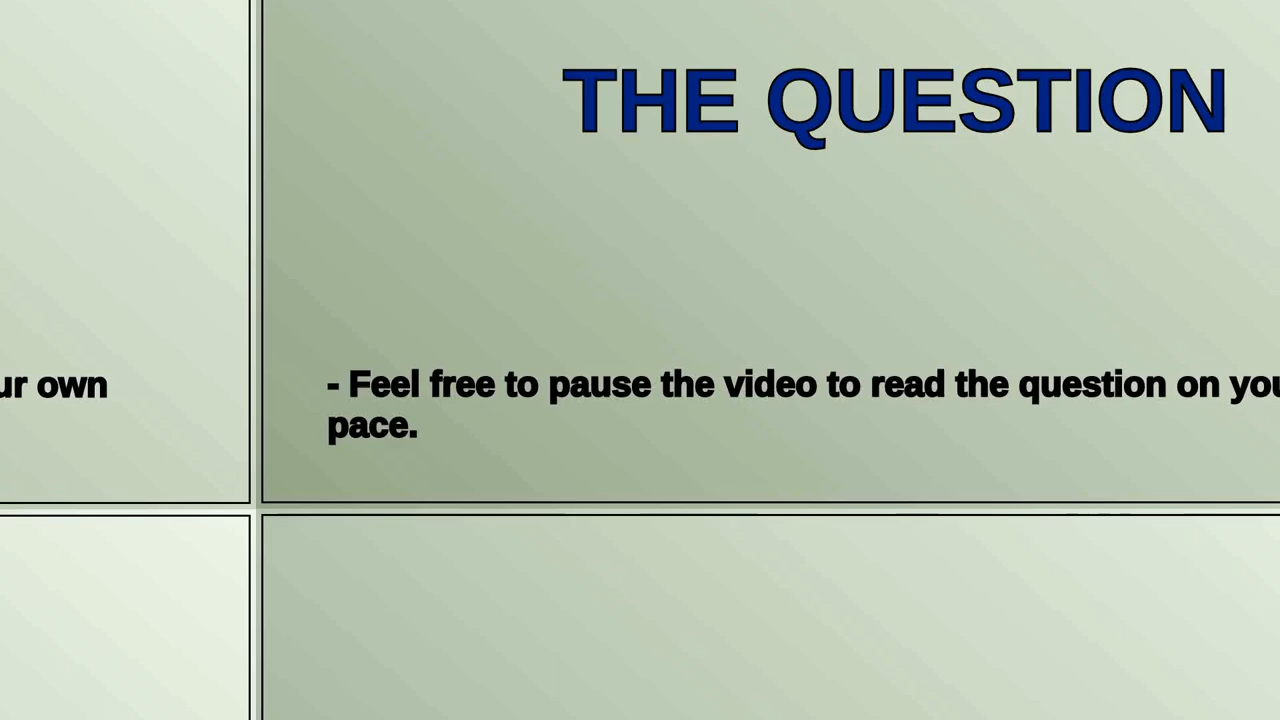 THE QUESTION
ur own
- Feel free to pause the video to read the question on you
pace.